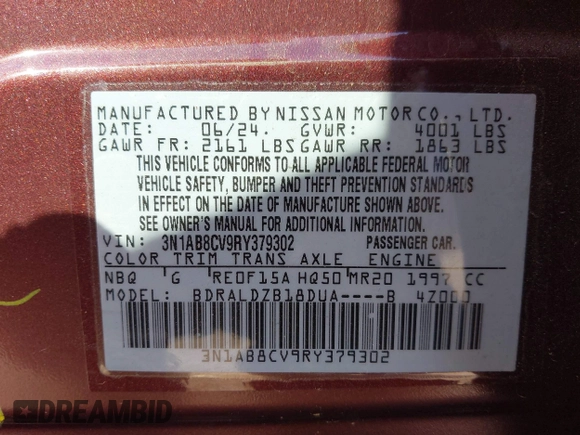 MANUFACTURED BY NISSAN MOTOR CO., LTD.
DATE: 06/24. GVWR: 4001 LBS
GAWR FR: 2161 LBS GAWR RR: 1863 LBS
THIS VEHICLE CONFORMS TO ALL APPLICABLE FEDERAL MOTOR
VEHICLE SAFETY, BUMPER AND THEFT PREVENTION STANDARDS
IN EFFECT ON THE DATE OF MANUFACTURE SHOWN ABOVE.
SEE OWNER'S MANUAL FOR ADDITIONAL INFORMATION.
VIN: 3N1AB8CV9RY379302 PASSENGER CAR.
COLOR TRIM TRANS AXLE ENGINE
NBQ G RE0F15A HQ50 MR20 1997 CC
MODEL: BDRALDZB18DUA----B 4Z000
3N1AB8CV9RY379302
DREAMBID